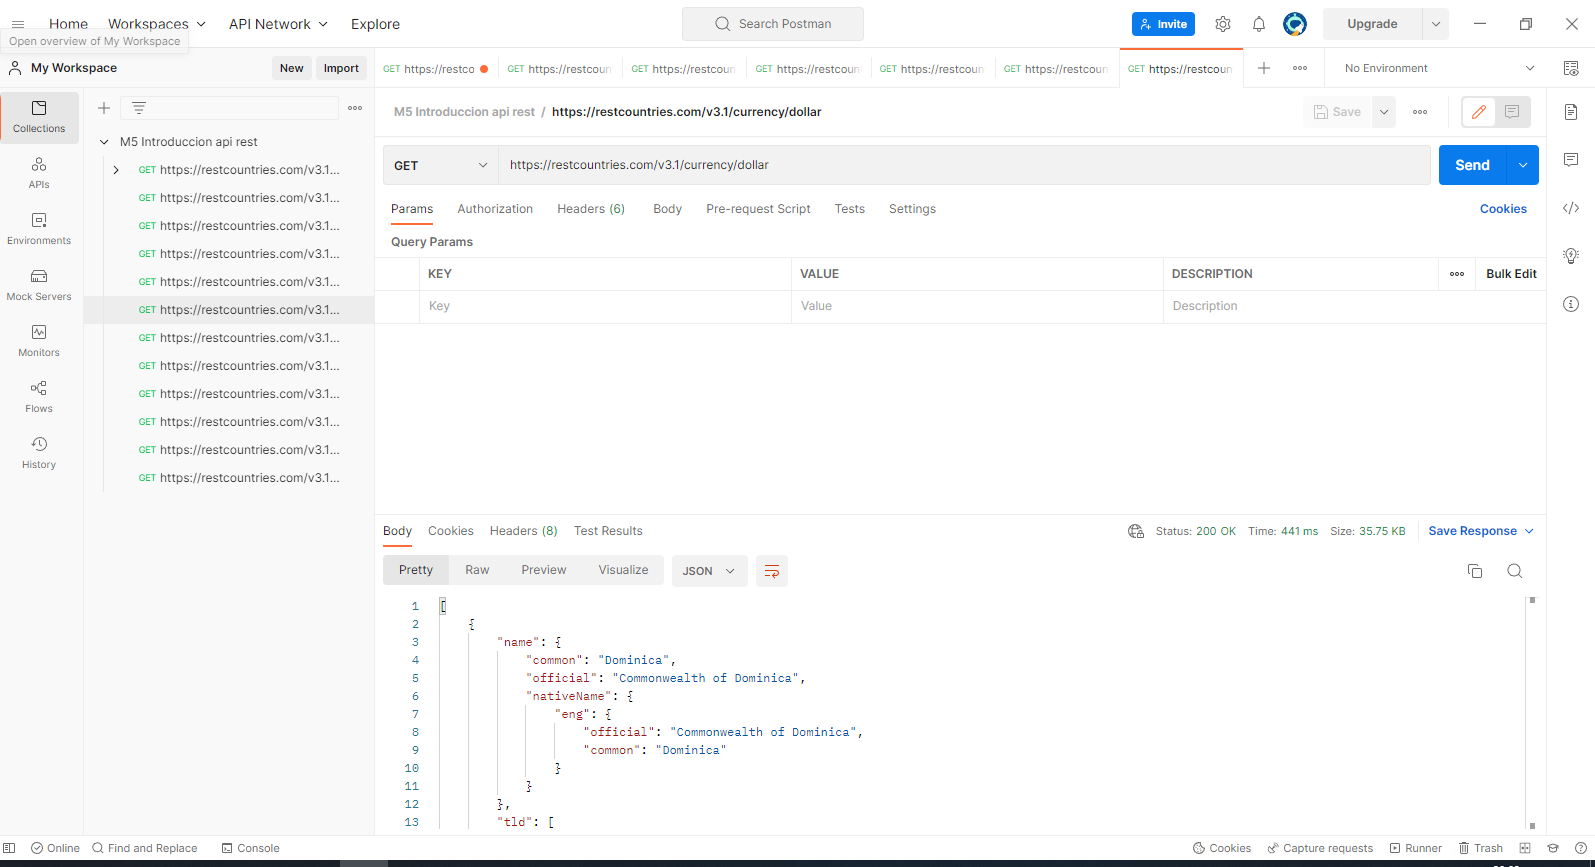 Home Workspaces API Network Explore Search Postman Invite Upgrade
Open overview of My Workspace
My Workspace New Import
GET https://restco GET https://restcoun GET https://restcoun GET https://restcoun GET https://restcoun GET https://restcoun GET https://restcoun No Environment
M5 Introduccion api rest / https://restcountries.com/v3.1/currency/dollar Save
GET https://restcountries.com/v3.1/currency/dollar Send
Params Authorization Headers (6) Body Pre-request Script Tests Settings Cookies
Query Params
KEY VALUE DESCRIPTION Bulk Edit
Key Value Description
Collections
APIs
Environments
Mock Servers
Monitors
Flows
History
M5 Introduccion api rest
GET https://restcountries.com/v3.1...
GET https://restcountries.com/v3.1...
GET https://restcountries.com/v3.1...
GET https://restcountries.com/v3.1...
GET https://restcountries.com/v3.1...
GET https://restcountries.com/v3.1...
GET https://restcountries.com/v3.1...
GET https://restcountries.com/v3.1...
GET https://restcountries.com/v3.1...
GET https://restcountries.com/v3.1...
GET https://restcountries.com/v3.1...
GET https://restcountries.com/v3.1...
Body Cookies Headers (8) Test Results Status: 200 OK Time: 441 ms Size: 35.75 KB Save Response
Pretty Raw Preview Visualize JSON
1 [
2 {
3 "name": {
4 "common": "Dominica",
5 "official": "Commonwealth of Dominica",
6 "nativeName": {
7 "eng": {
8 "official": "Commonwealth of Dominica",
9 "common": "Dominica"
10 }
11 }
12 },
13 "tld": [
Online Find and Replace Console Cookies Capture requests Runner Trash